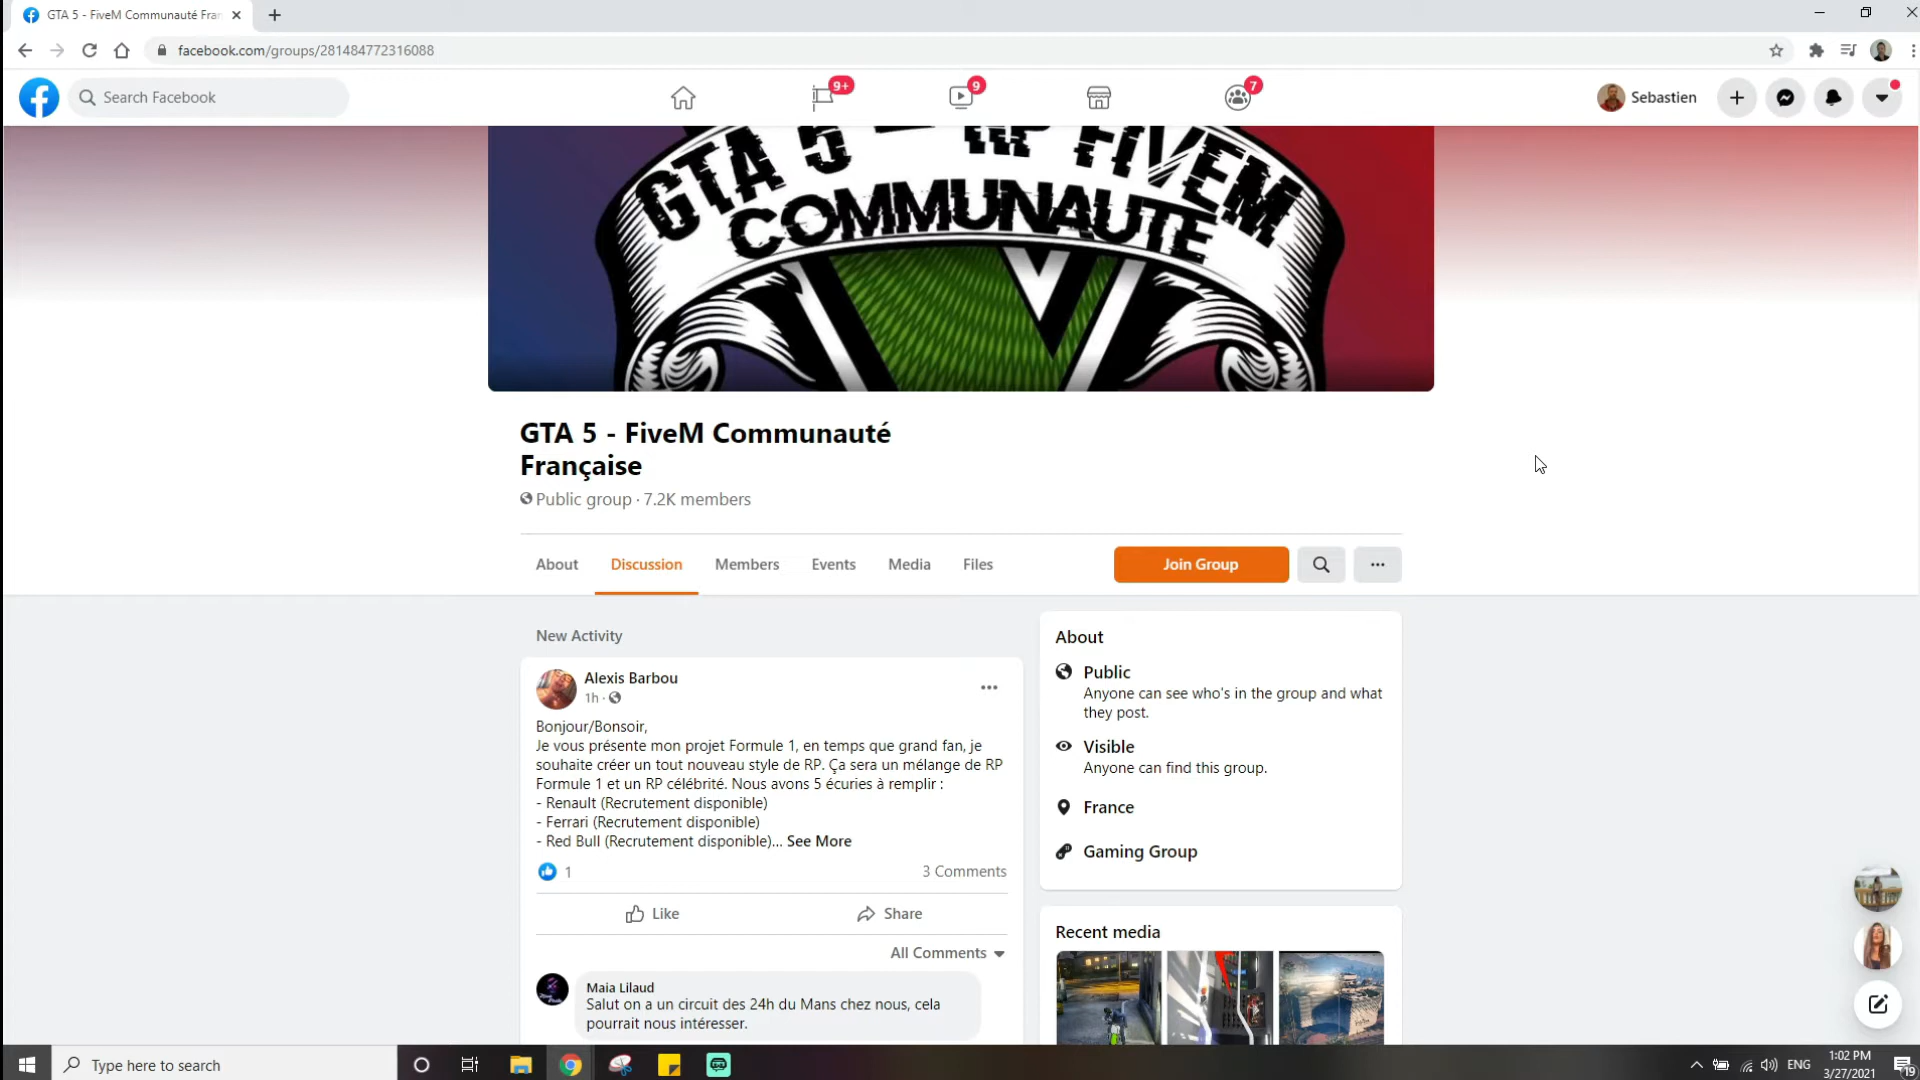 GTA 5 - FiveM Communauté Fran
facebook.com/groups/281484772316088
Search Facebook
9+
9
7
Sebastien
GTA 5 - RP FIVEM
COMMUNAUTE
GTA 5 - FiveM Communauté
Française
Public group · 7.2K members
About
Discussion
Members
Events
Media
Files
Join Group
New Activity
Alexis Barbou
1h ·
Bonjour/Bonsoir,
Je vous présente mon projet Formule 1, en temps que grand fan, je
souhaite créer un tout nouveau style de RP. Ça sera un mélange de RP
Formule 1 et un RP célébrité. Nous avons 5 écuries à remplir :
- Renault (Recrutement disponible)
- Ferrari (Recrutement disponible)
- Red Bull (Recrutement disponible)... See More
1
3 Comments
Like
Share
All Comments
Maia Lilaud
Salut on a un circuit des 24h du Mans chez nous, cela
pourrait nous intéresser.
About
Public
Anyone can see who's in the group and what
they post.
Visible
Anyone can find this group.
France
Gaming Group
Recent media
Type here to search
ENG
1:02 PM
3/27/2021
19